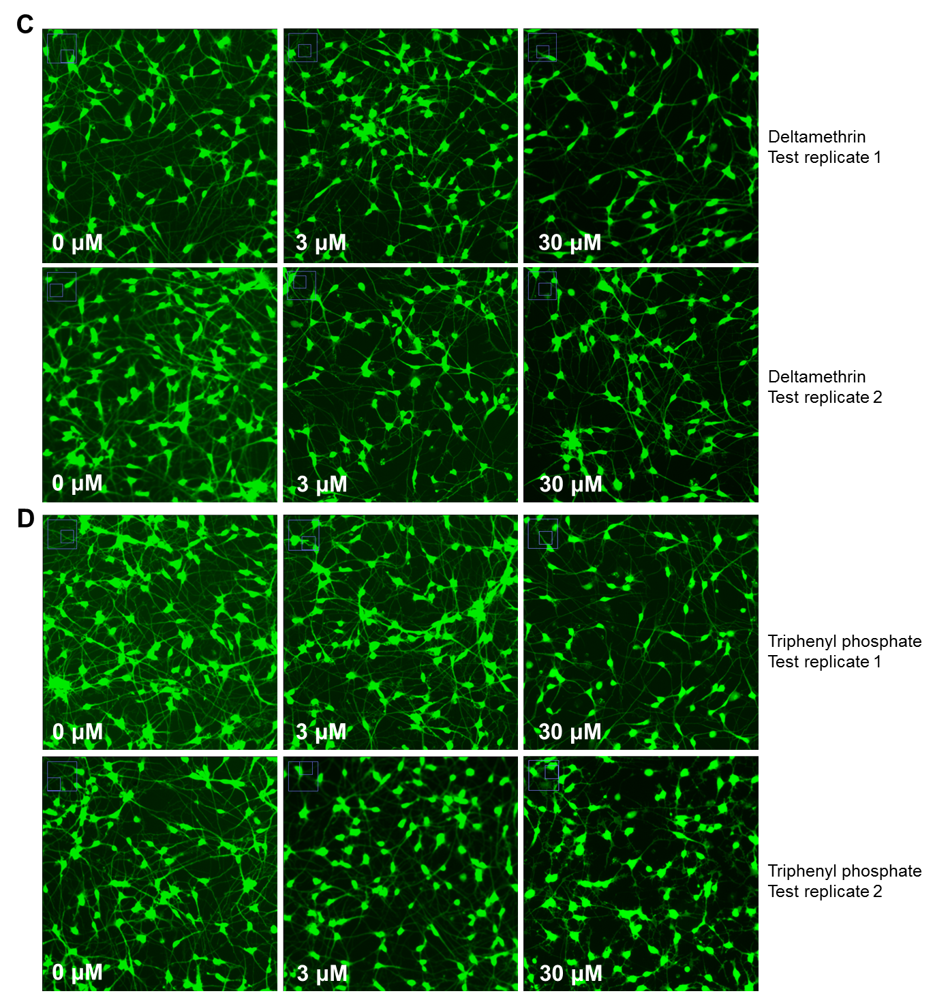 C
0 µM
3 µM
30 µM
Deltamethrin
Test replicate 1
0 µM
3 µM
30 µM
Deltamethrin
Test replicate 2
D
0 µM
3 µM
30 µM
Triphenyl phosphate
Test replicate 1
0 µM
3 µM
30 µM
Triphenyl phosphate
Test replicate 2